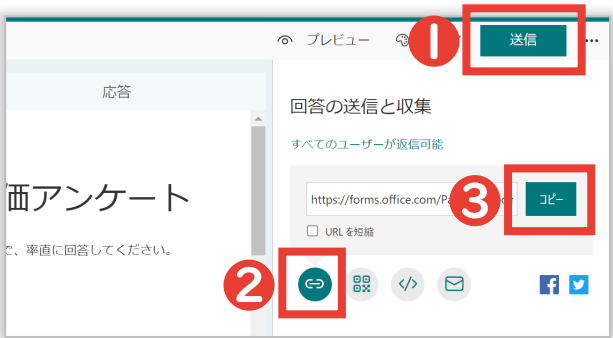 プレビュー
1
送信
応答
回答の送信と収集
すべてのユーザーが返信可能
価アンケート
で、率直に回答してください。
https://forms.office.com/Pa
3
コピー
URL を短縮
2